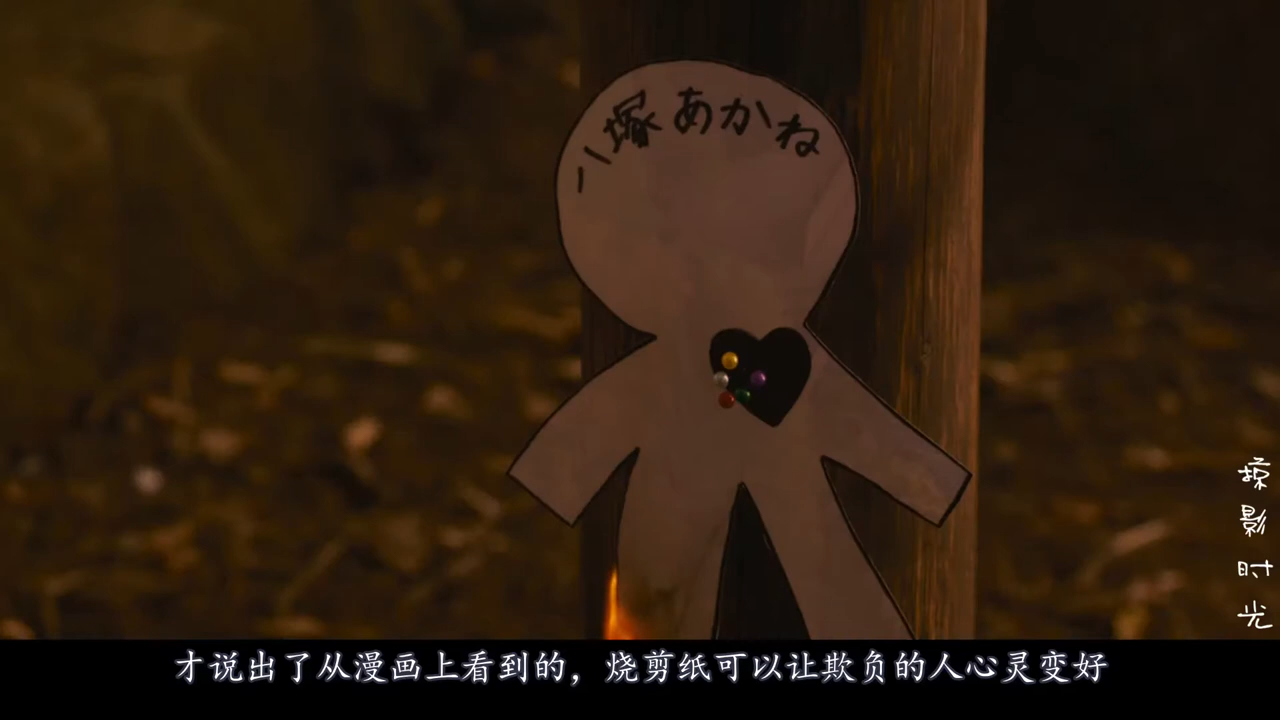 八塚あかね
掠影时光
才说出了从漫画上看到的，烧剪纸可以让欺负的人心灵变好